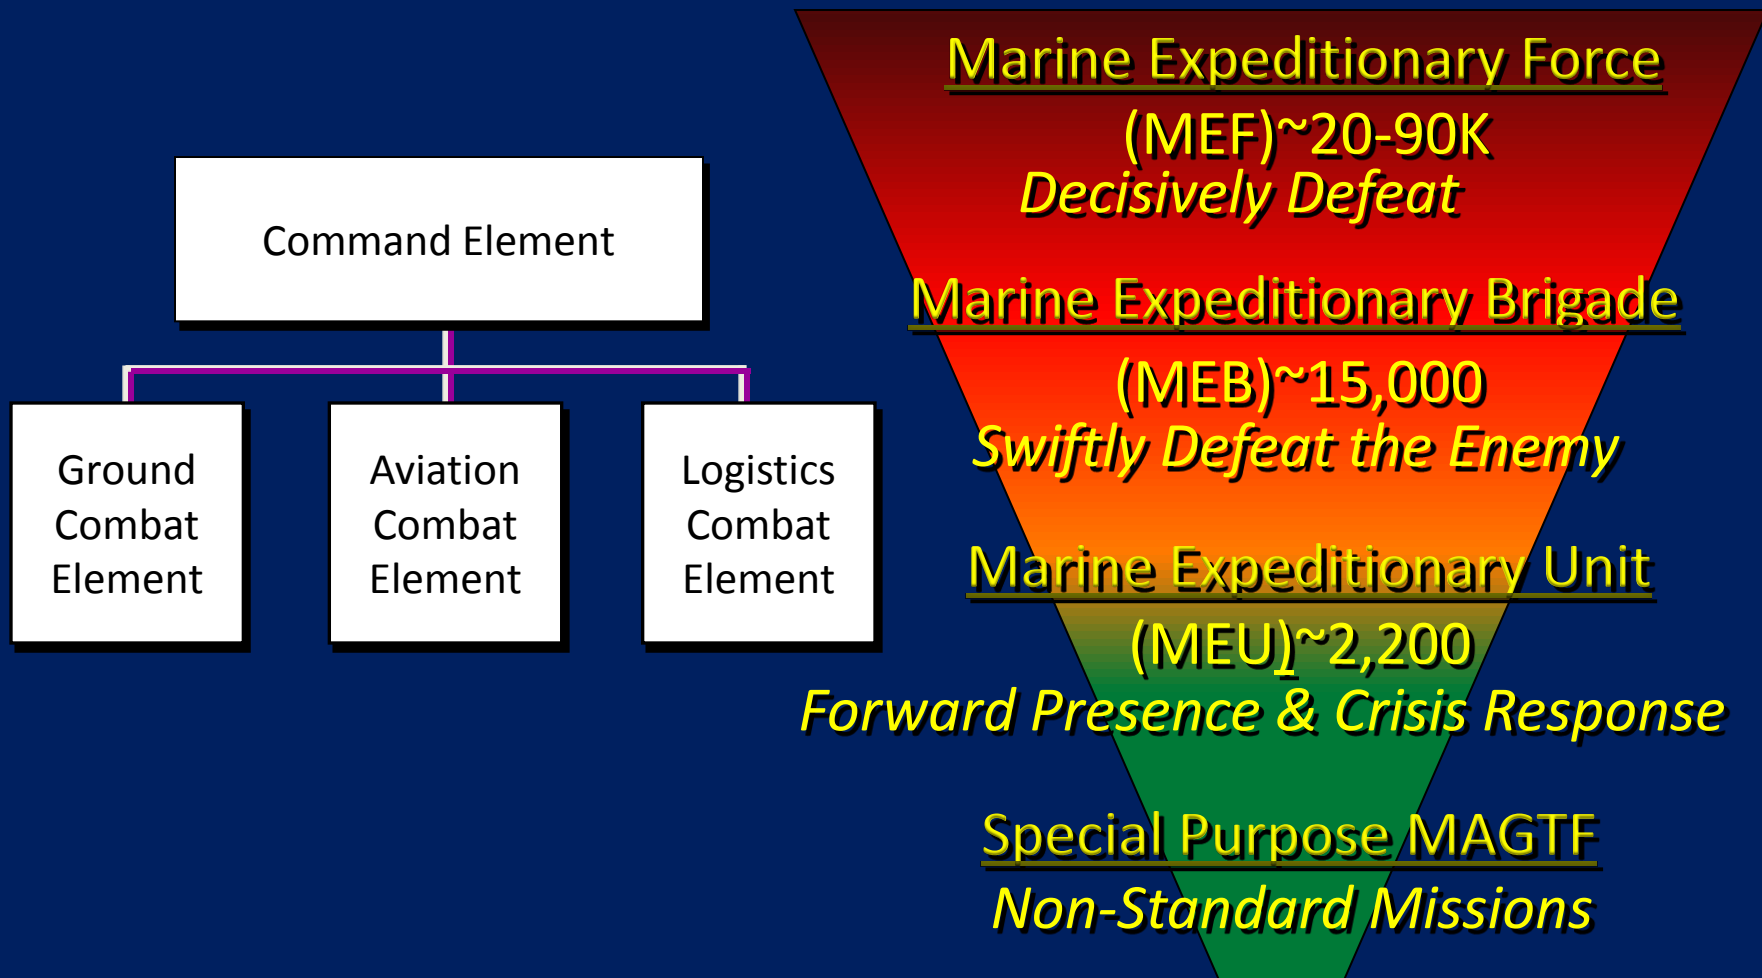 Command Element
Ground
Combat
Element
Aviation
Combat
Element
Logistics
Combat
Element
Marine Expeditionary Force
(MEF)~20-90K
Decisively Defeat
Marine Expeditionary Brigade
(MEB)~15,000
Swiftly Defeat the Enemy
Marine Expeditionary Unit
(MEU)~2,200
Forward Presence & Crisis Response
Special Purpose MAGTF
Non-Standard Missions